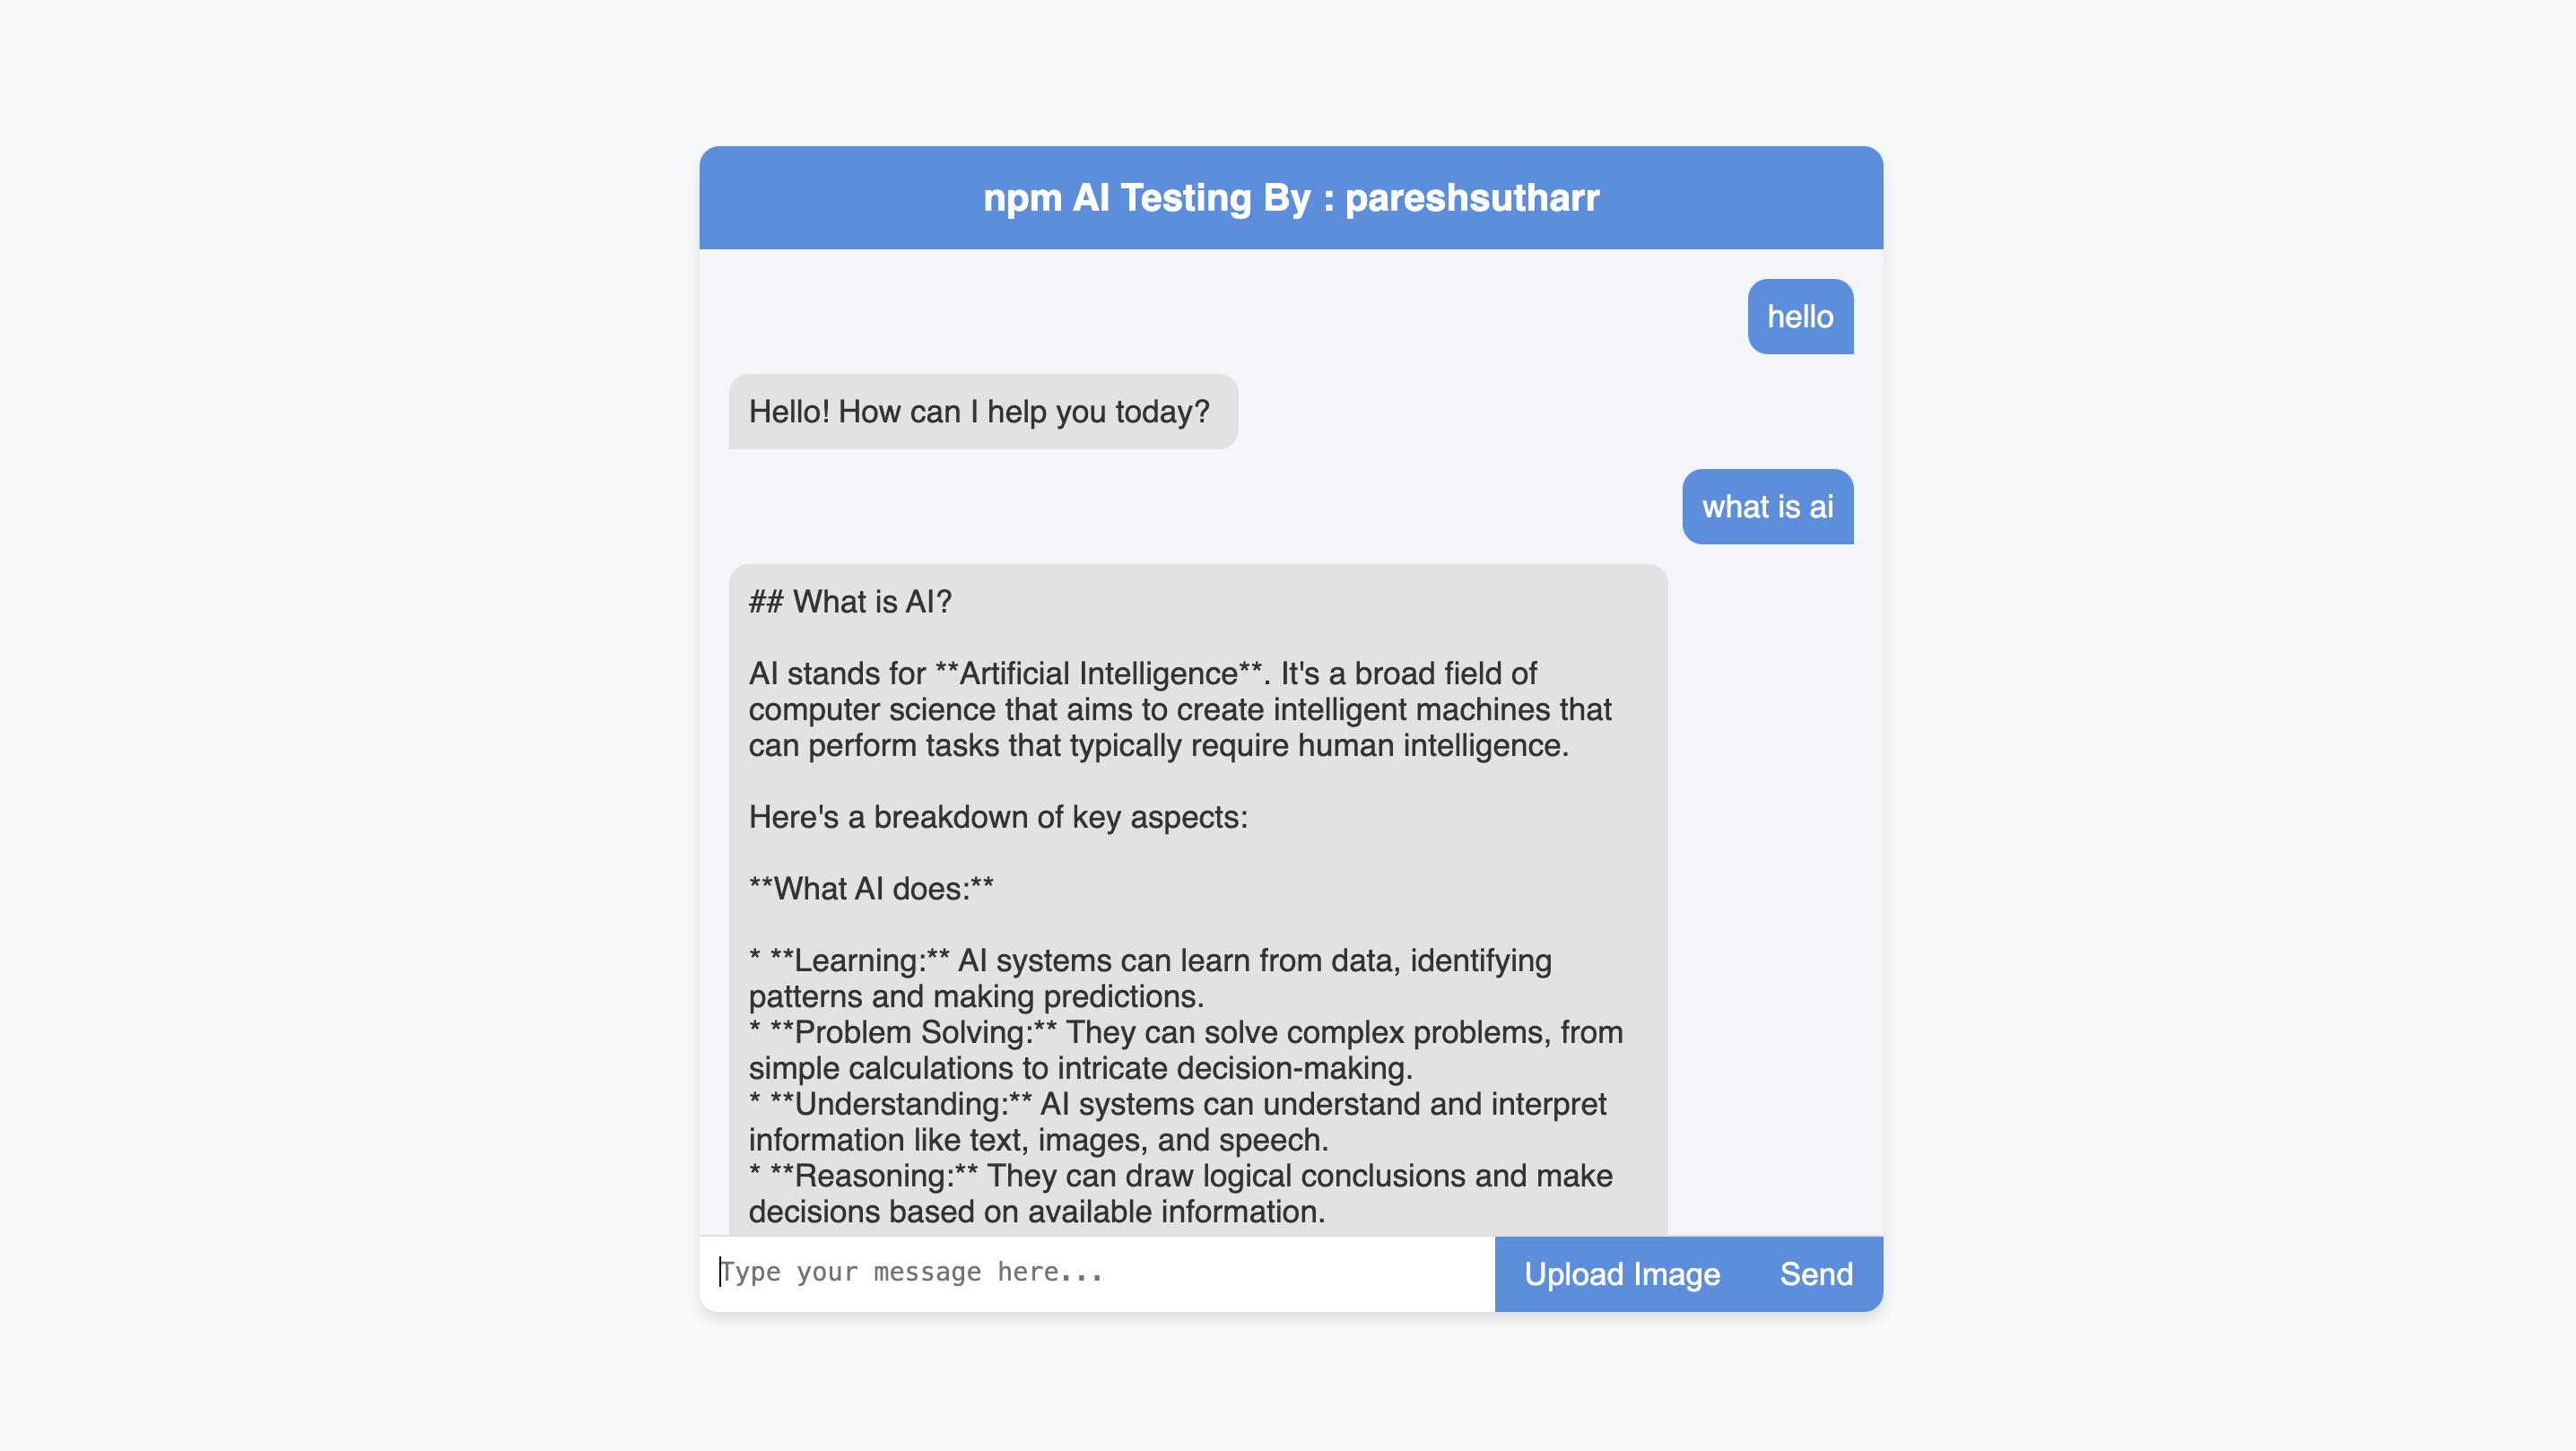 npm AI Testing By : pareshsutharr
hello
Hello! How can I help you today?
what is ai
## What is AI?
AI stands for **Artificial Intelligence**. It's a broad field of
computer science that aims to create intelligent machines that
can perform tasks that typically require human intelligence.
Here's a breakdown of key aspects:
**What AI does:**
* **Learning:** AI systems can learn from data, identifying
patterns and making predictions.
* **Problem Solving:** They can solve complex problems, from
simple calculations to intricate decision-making.
* **Understanding:** AI systems can understand and interpret
information like text, images, and speech.
* **Reasoning:** They can draw logical conclusions and make
decisions based on available information.
Type your message here...
Upload Image
Send